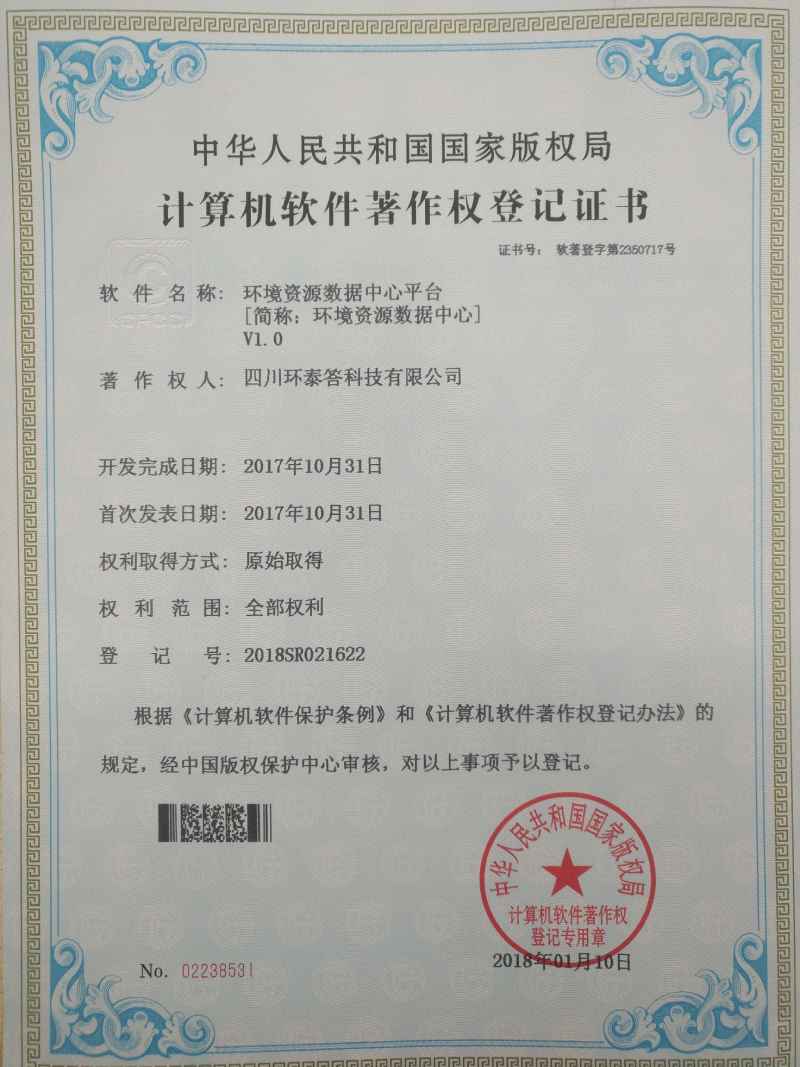 中华人民共和国国家版权局
计算机软件著作权登记证书
证书号： 软著登字第2350717号
软件名称： 环境资源数据中心平台
[简称：环境资源数据中心]
V1.0
著作权人： 四川环泰答科技有限公司
开发完成日期： 2017年10月31日
首次发表日期： 2017年10月31日
权利取得方式： 原始取得
权利范围： 全部权利
登记号： 2018SR021622
根据《计算机软件保护条例》和《计算机软件著作权登记办法》的
规定，经中国版权保护中心审核，对以上事项予以登记。
中华人民共和国国家版权局
计算机软件著作权
登记专用章
No. 02238531
2018年01月10日